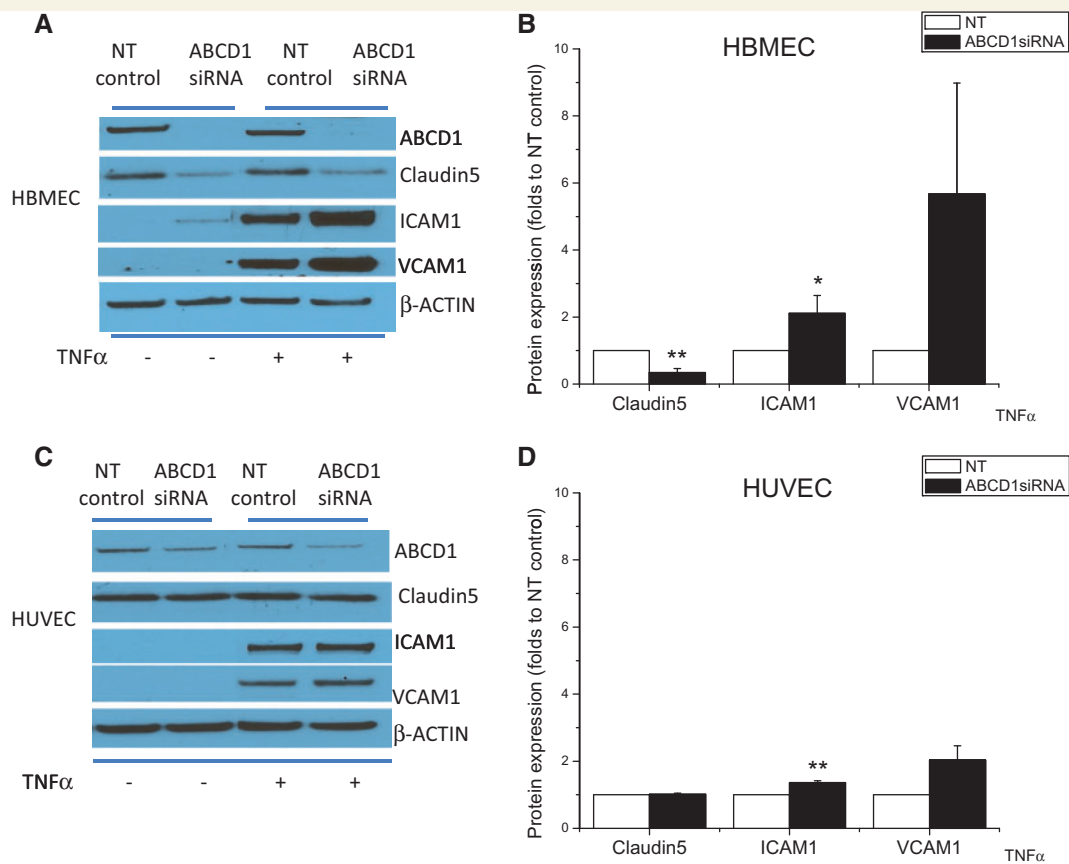 A
NT control
ABCD1 siRNA
NT control
ABCD1 siRNA
HBMEC
ABCD1
Claudin5
ICAM1
VCAM1
β-ACTIN
TNFα - - + +
B
HBMEC
NT
ABCD1siRNA
Protein expression (folds to NT control)
10
8
6
4
2
0
**
*
Claudin5 ICAM1 VCAM1
TNFα
C
NT control
ABCD1 siRNA
NT control
ABCD1 siRNA
HUVEC
ABCD1
Claudin5
ICAM1
VCAM1
β-ACTIN
TNFα - - + +
D
HUVEC
NT
ABCD1siRNA
Protein expression (folds to NT control)
10
8
6
4
2
0
**
Claudin5 ICAM1 VCAM1
TNFα